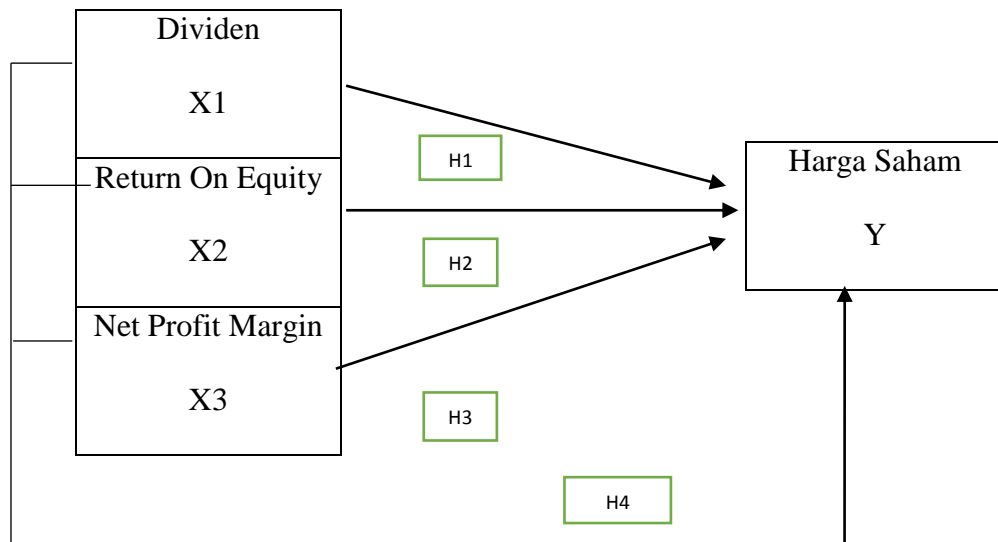 Dividen
X1
Return On Equity
X2
Net Profit Margin
X3
H1
H2
H3
H4
Harga Saham
Y